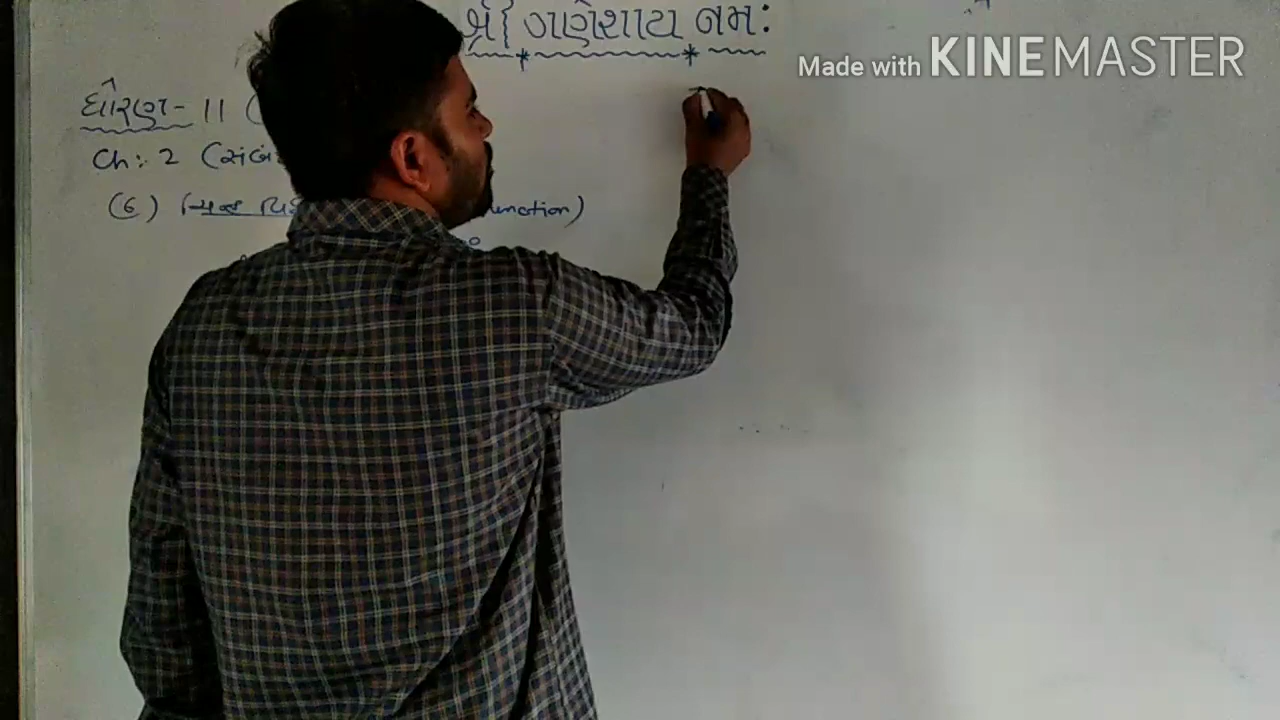 શ્રી ગણેશાય નમઃ
Made with KINEMASTER
ધોરણ - 11 (
Ch: 2 (સંબં
(6) ચિહ્ન વિ unction)